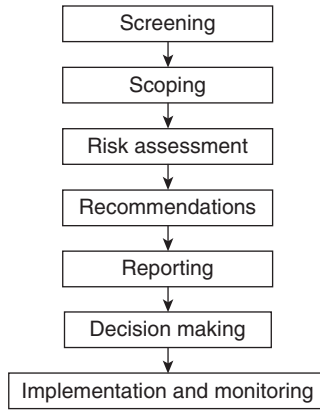 Screening
Scoping
Risk assessment
Recommendations
Reporting
Decision making
Implementation and monitoring